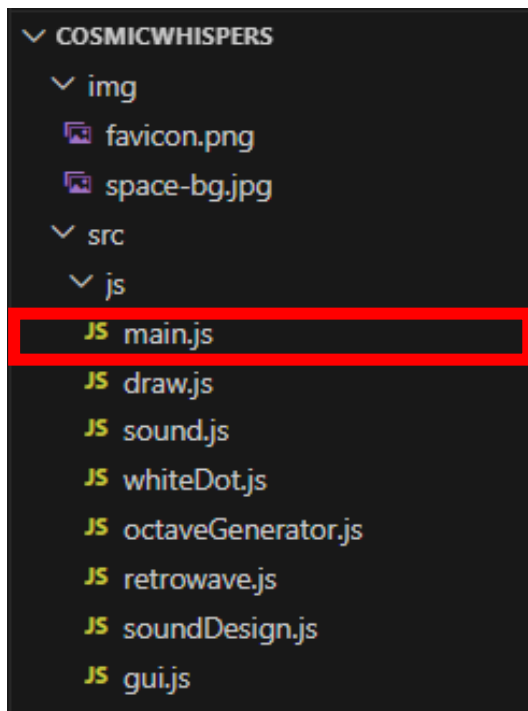 COSMICWHISPERS
img
favicon.png
space-bg.jpg
src
js
JS main.js
JS draw.js
JS sound.js
JS whiteDot.js
JS octaveGenerator.js
JS retrowave.js
JS soundDesign.js
JS gui.js